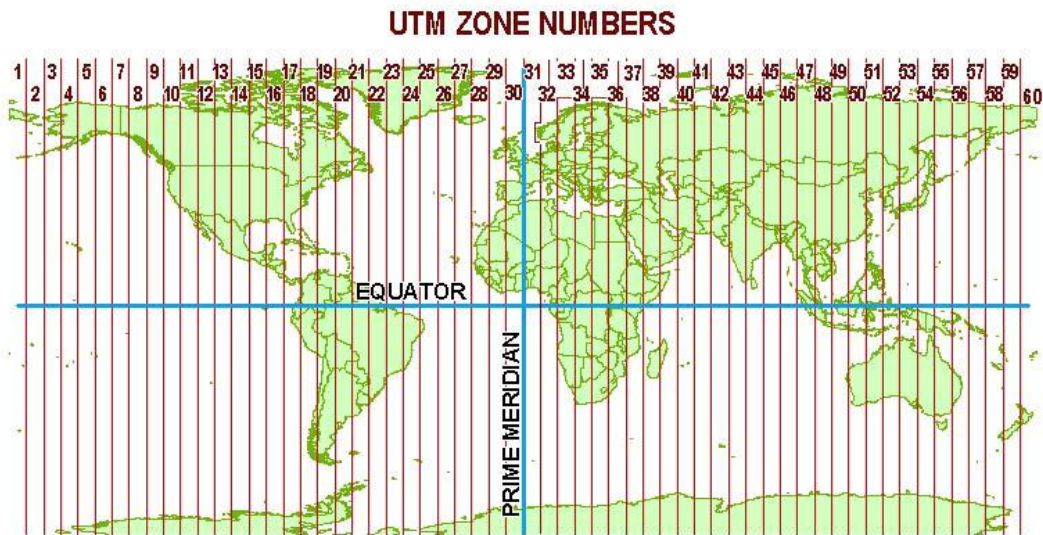 UTM ZONE NUMBERS
1 3 5 7 9 11 13 15 17 19 21 23 25 27 29 31 33 35 37 39 41 43 45 47 49 51 53 55 57 59
2 4 6 8 10 12 14 16 18 20 22 24 26 28 30 32 34 36 38 40 42 44 46 48 50 52 54 56 58 60
EQUATOR
PRIME MERIDIAN